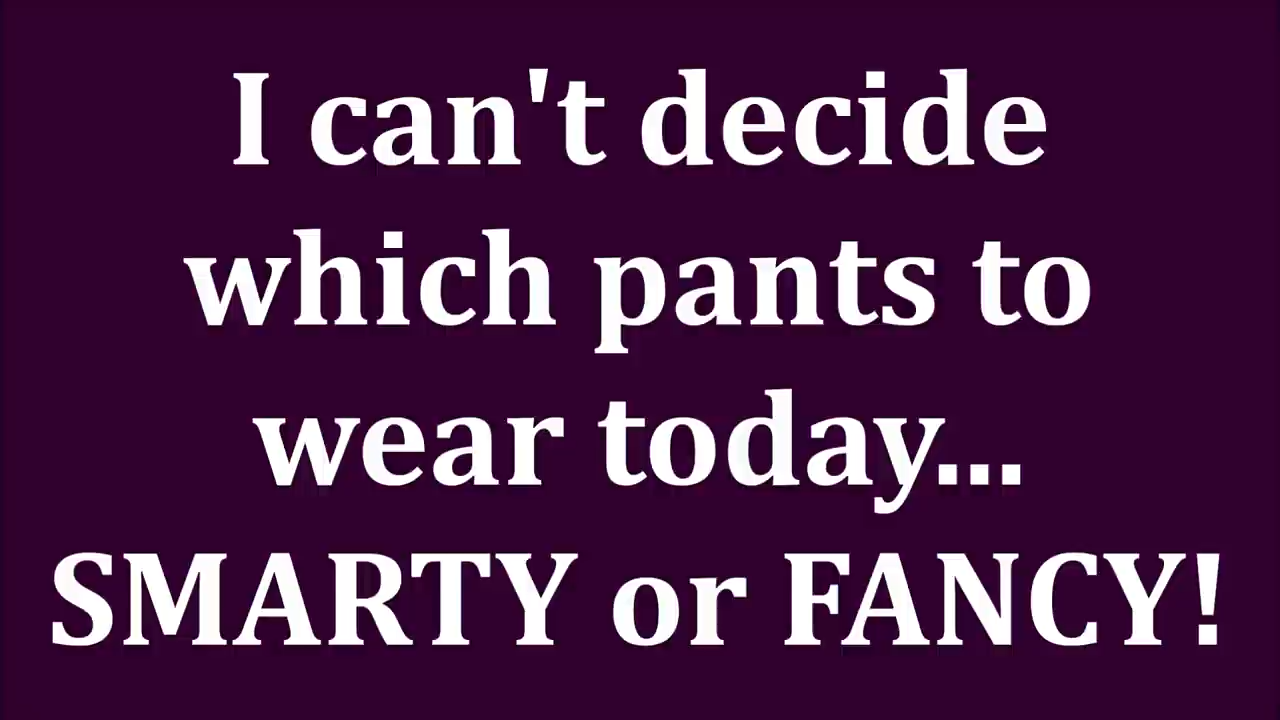 I can't decide
which pants to
wear today...
SMARTY or FANCY!